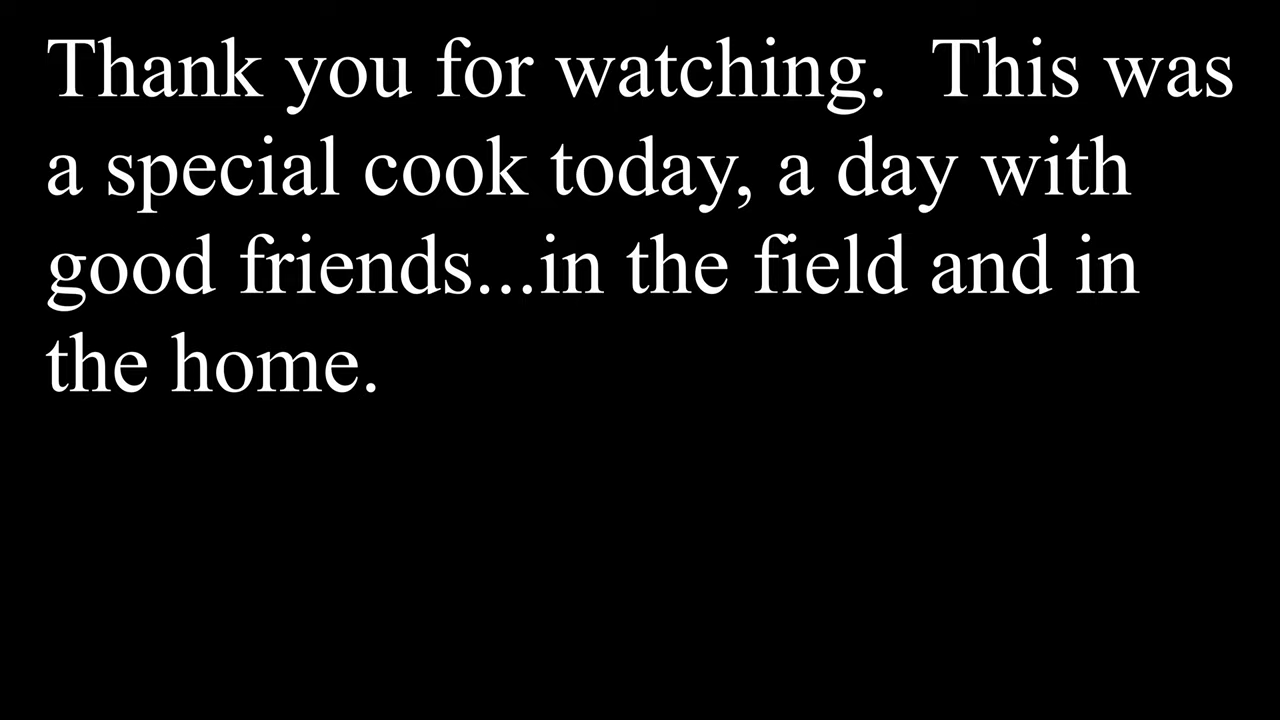 Thank you for watching.  This was
a special cook today, a day with
good friends...in the field and in
the home.